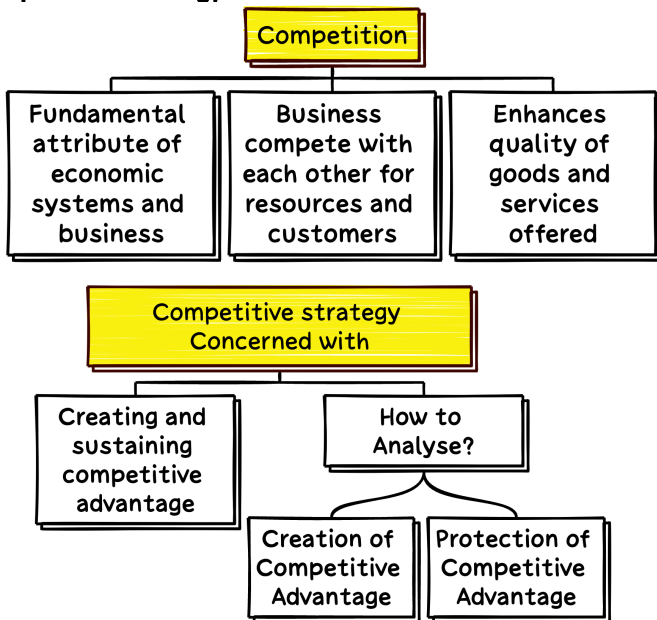 Competition
Fundamental
attribute of
economic
systems and
business
Business
compete with
each other for
resources and
customers
Enhances
quality of
goods and
services
offered
Competitive strategy
Concerned with
Creating and
sustaining
competitive
advantage
How to
Analyse?
Creation of
Competitive
Advantage
Protection of
Competitive
Advantage